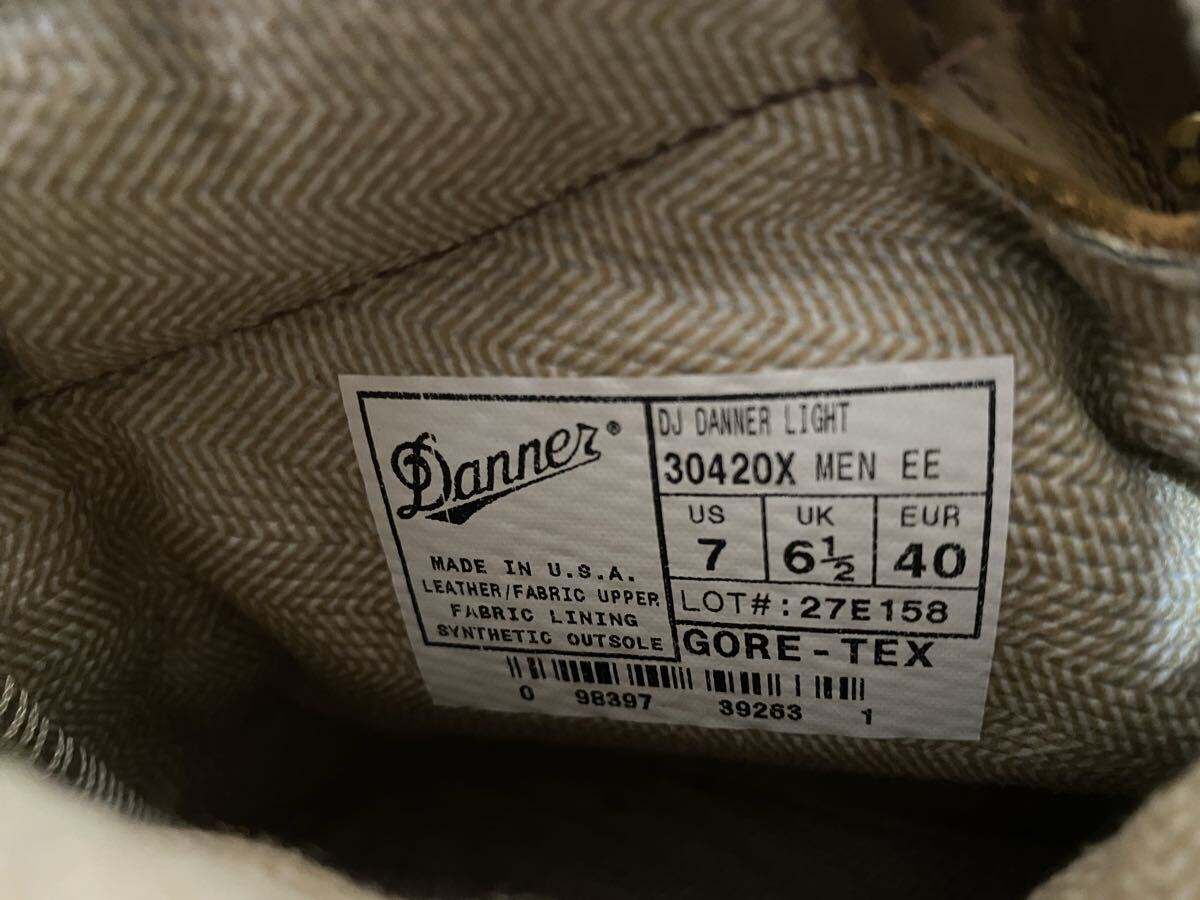 Danner®
MADE IN U.S.A.
LEATHER/FABRIC UPPER
FABRIC LINING
SYNTHETIC OUTSOLE
DJ DANNER LIGHT
30420X MEN EE
US UK EUR
7 6½ 40
LOT#:27E158
GORE-TEX
0 98397 39263 1